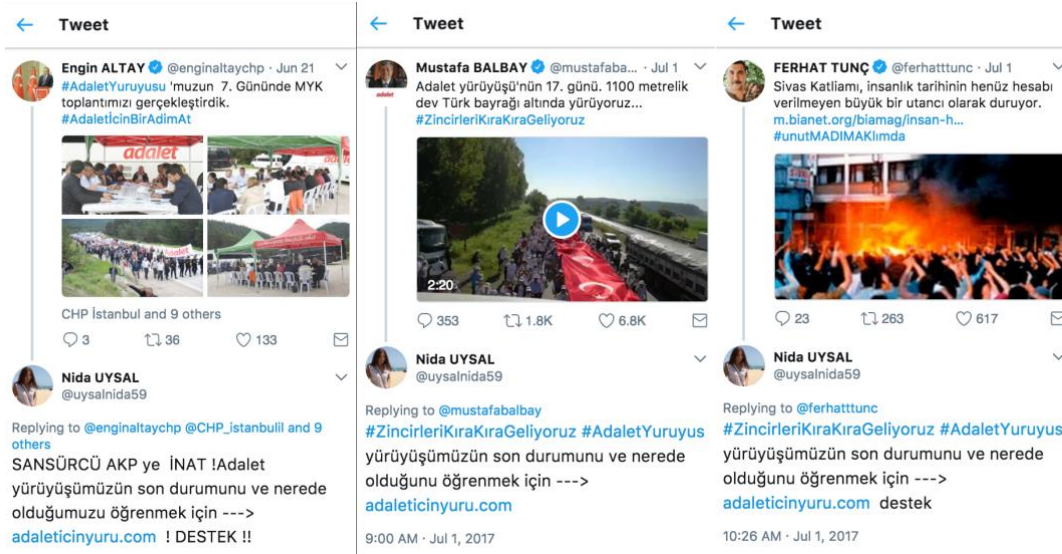 Tweet
Engin ALTAY @enginaltaychp · Jun 21
#AdaletYuruyusu 'muzun 7. Gününde MYK
toplantımızı gerçekleştirdik.
#AdaletİcinBirAdimAt
adalet
CHP İstanbul and 9 others
3 36 133
Nida UYSAL
@uysalnida59
Replying to @enginaltaychp @CHP_istanbulil and 9
others
SANSÜRCÜ AKP ye İNAT !Adalet
yürüyüşümüzün son durumunu ve nerede
olduğumuzu öğrenmek için --->
adaleticinyuru.com ! DESTEK !!
Tweet
Mustafa BALBAY @mustafaba... · Jul 1
adalet
Adalet yürüyüşü'nün 17. günü. 1100 metrelik
dev Türk bayrağı altında yürüyoruz...
#ZincirleriKıraKıraGeliyoruz
2:20
353 1.8K 6.8K
Nida UYSAL
@uysalnida59
Replying to @mustafabalbay
#ZincirleriKıraKıraGeliyoruz #AdaletYuruyus
yürüyüşümüzün son durumunu ve nerede
olduğunu öğrenmek için --->
adaleticinyuru.com
9:00 AM · Jul 1, 2017
Tweet
FERHAT TUNÇ @ferhatttunc · Jul 1
Sivas Katliamı, insanlık tarihinin henüz hesabı
verilmeyen büyük bir utancı olarak duruyor.
m.bianet.org/biamag/insan-h...
#unutMADIMAKlımda
23 263 617
Nida UYSAL
@uysalnida59
Replying to @ferhatttunc
#ZincirleriKıraKıraGeliyoruz #AdaletYuruyus
yürüyüşümüzün son durumunu ve nerede
olduğunu öğrenmek için --->
adaleticinyuru.com destek
10:26 AM · Jul 1, 2017